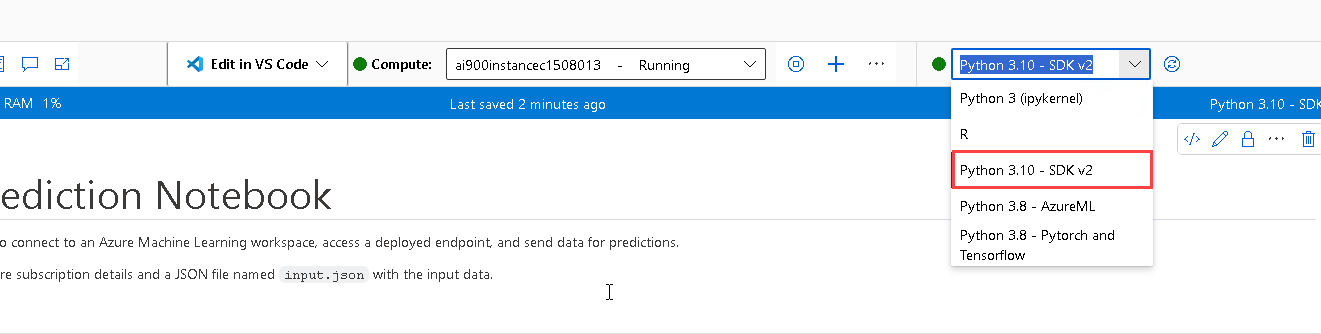 Edit in VS Code
Compute:
ai900instancec1508013 - Running
Python 3.10 - SDK v2
RAM 1%
Last saved 2 minutes ago
Python 3.10 - SDK
Python 3 (ipykernel)
R
Python 3.10 - SDK v2
Python 3.8 - AzureML
Python 3.8 - Pytorch and
Tensorflow
ediction Notebook
o connect to an Azure Machine Learning workspace, access a deployed endpoint, and send data for predictions.
re subscription details and a JSON file named input.json with the input data.